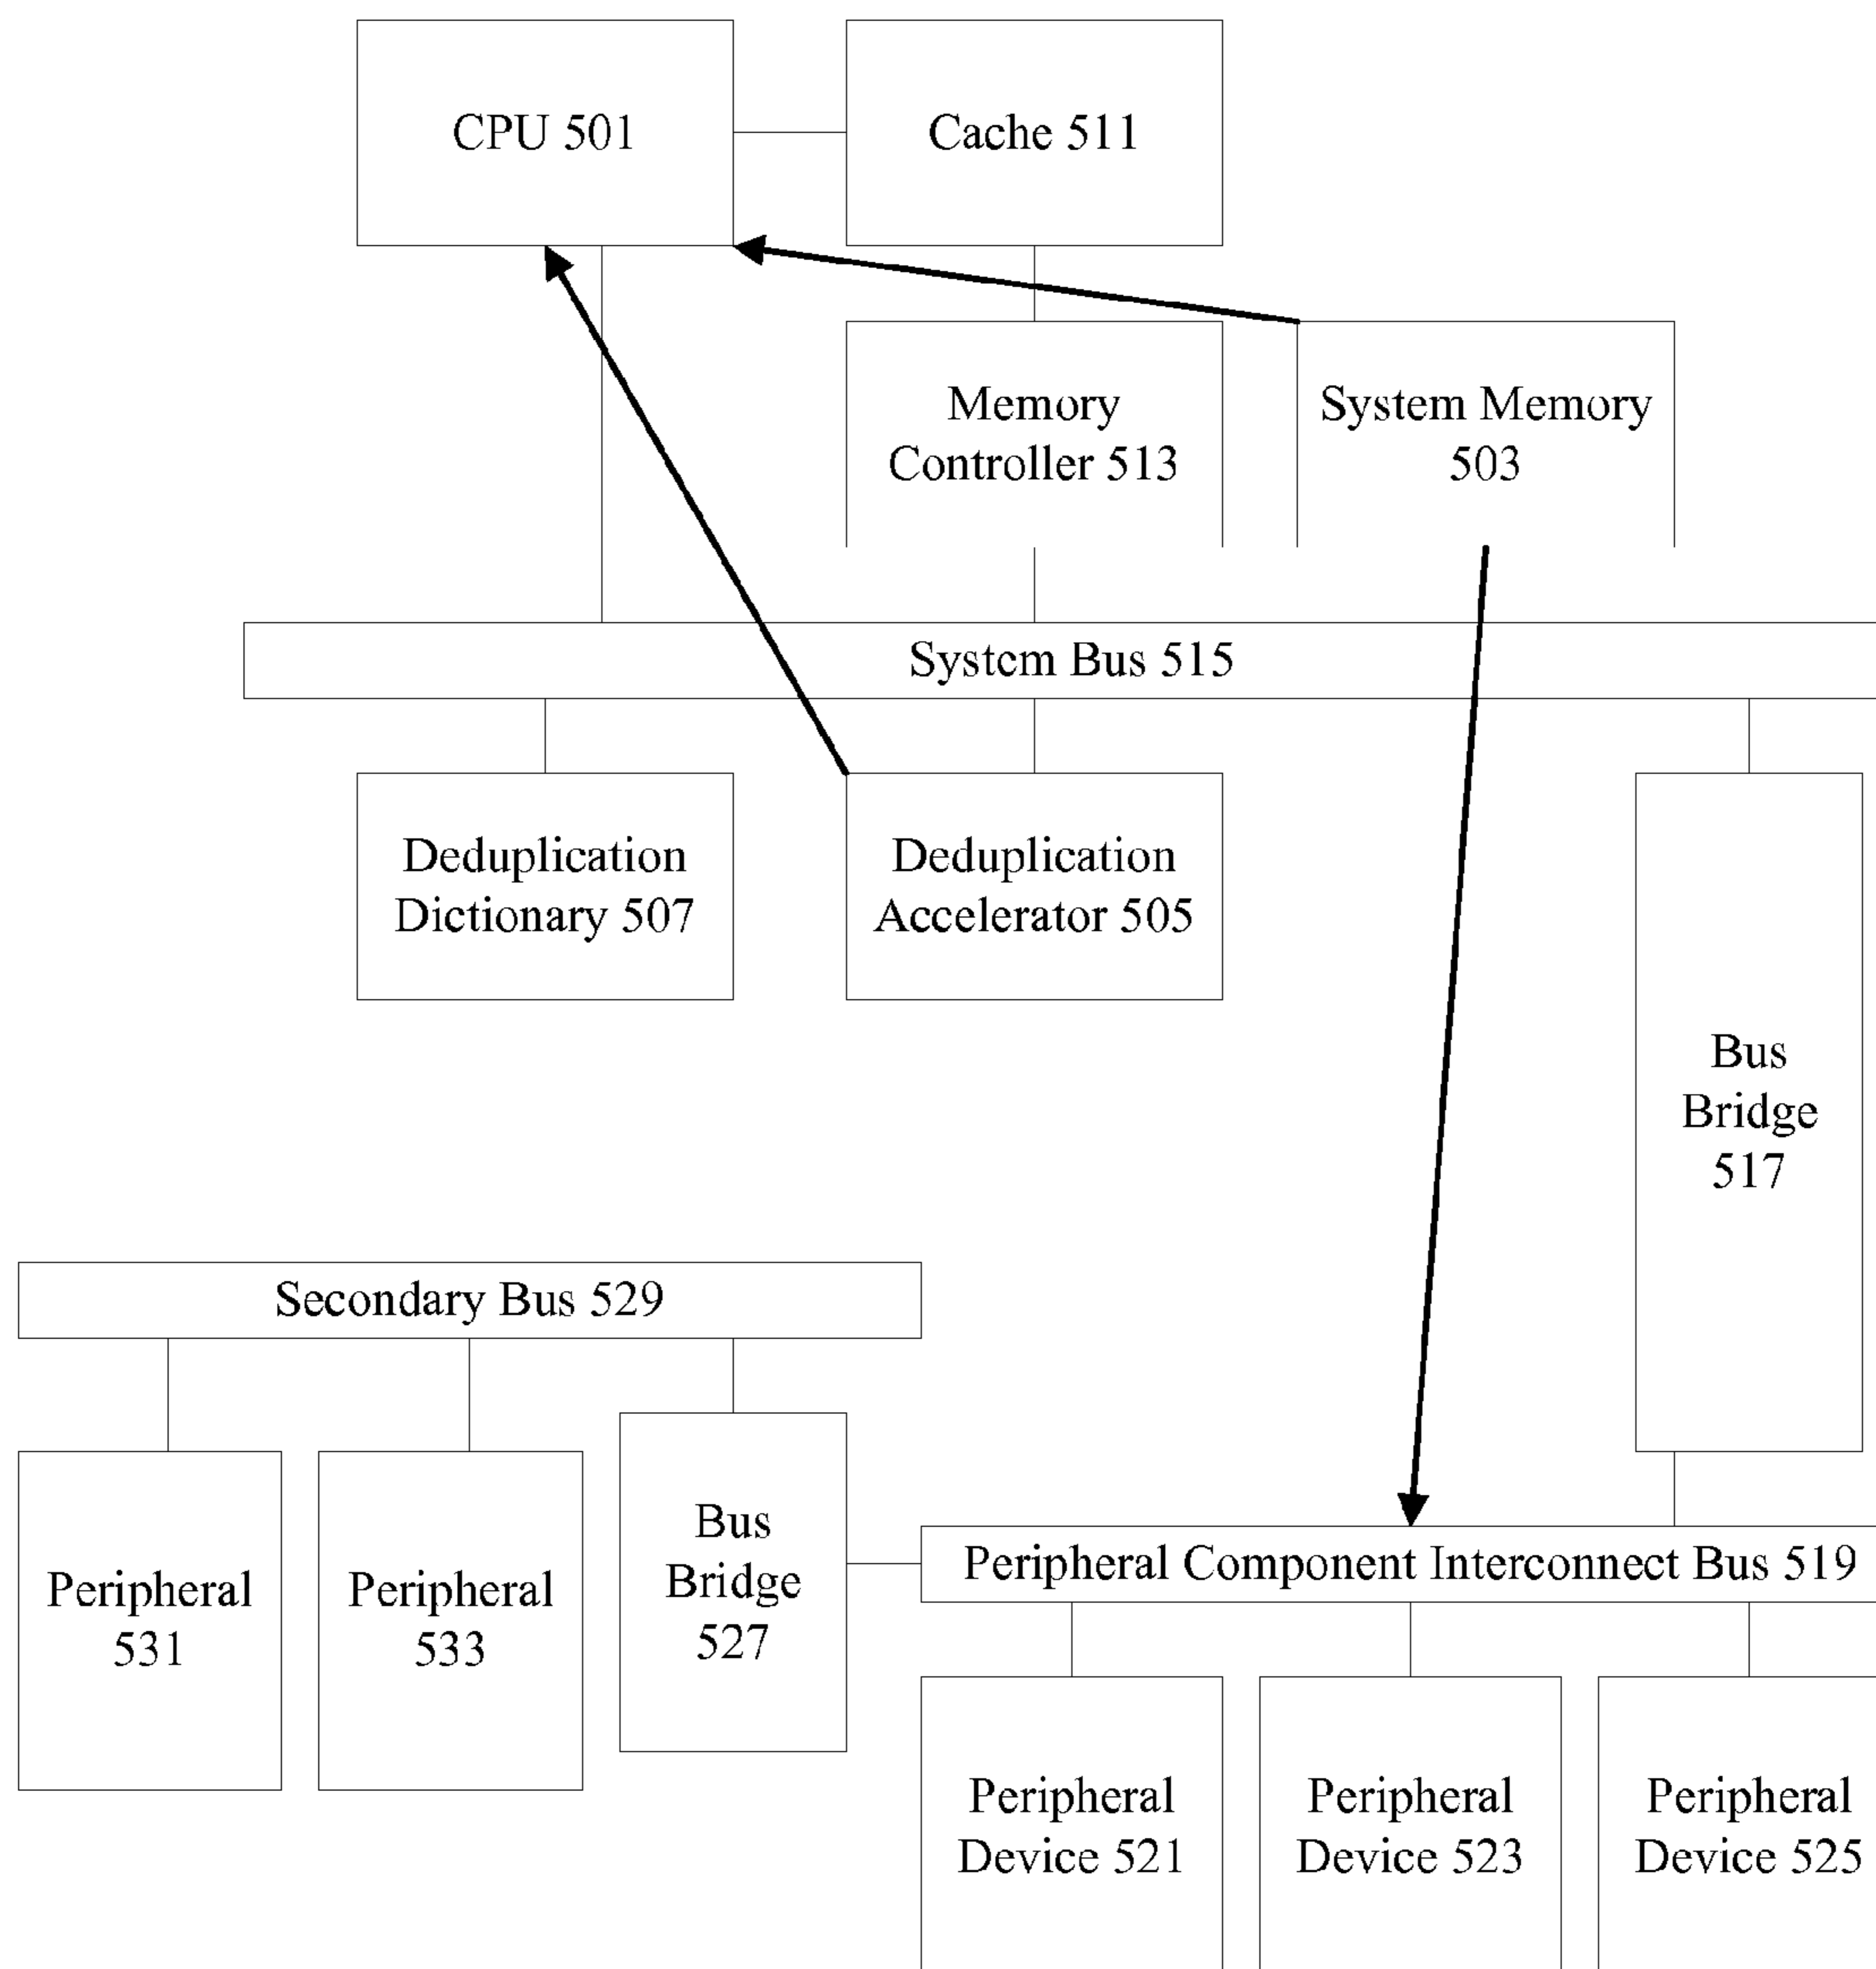 CPU 501
Cache 511
Memory
Controller 513
System Memory
503
System Bus 515
Deduplication
Dictionary 507
Deduplication
Accelerator 505
Bus
Bridge
517
Secondary Bus 529
Peripheral
531
Peripheral
533
Bus
Bridge
527
Peripheral Component Interconnect Bus 519
Peripheral
Device 521
Peripheral
Device 523
Peripheral
Device 525